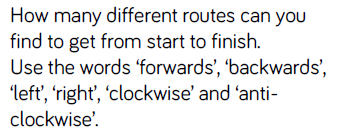 How many different routes can you
find to get from start to finish.
Use the words ‘forwards’, ‘backwards’,
‘left’, ‘right’, ‘clockwise’ and ‘anti-
clockwise’.